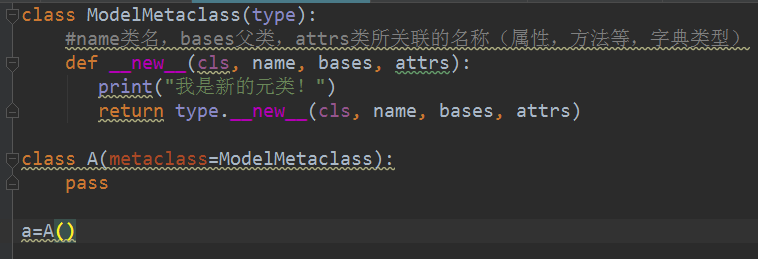 class ModelMetaclass(type):
    #name类名，bases父类，attrs类所关联的名称（属性，方法等，字典类型）
    def __new__(cls, name, bases, attrs):
       print("我是新的元类！")
       return type.__new__(cls, name, bases, attrs)
class A(metaclass=ModelMetaclass):
    pass
a=A()